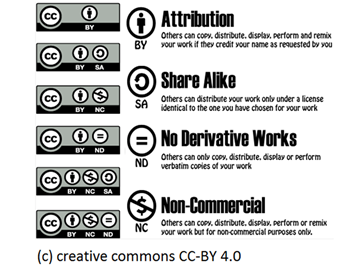 cc
BY
cc
BY SA
cc
BY NC
cc
BY ND
cc
BY NC SA
cc
BY NC ND
BY
Attribution
Others can copy, distribute, display, perform and remix
your work if they credit your name as requested by you
SA
Share Alike
Others can distribute your work only under a license
identical to the one you have chosen for your work
ND
No Derivative Works
Others can only copy, distribute, display or perform
verbatim copies of your work
NC
Non-Commercial
Others can copy, distribute, display, perform or remix
your work but for non-commercial purposes only.
(c) creative commons CC-BY 4.0